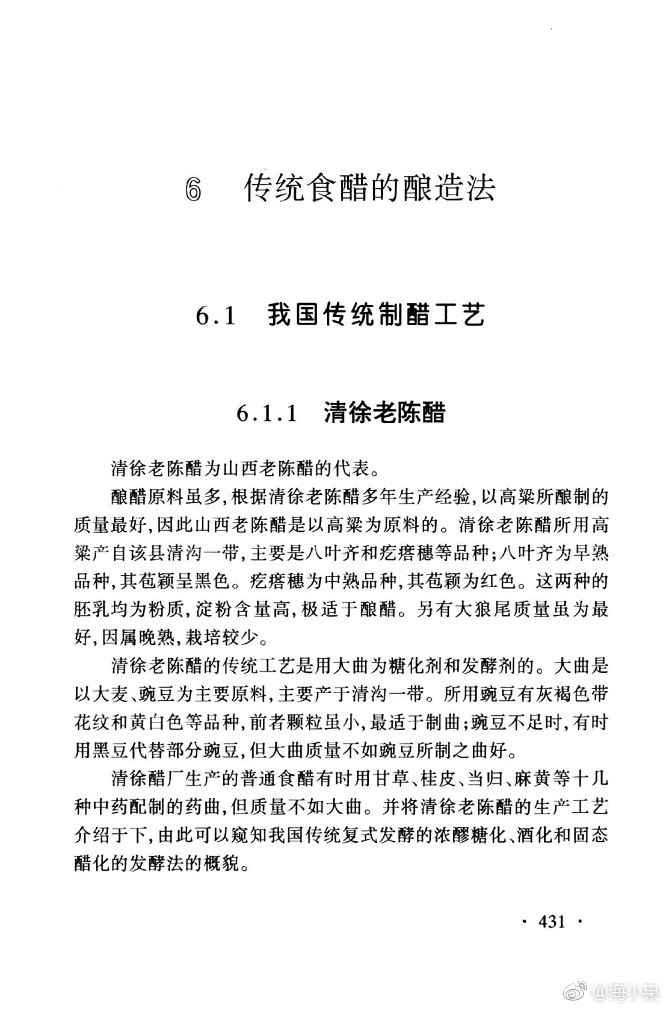 6 传统食醋的酿造法
6.1 我国传统制醋工艺
6.1.1 清徐老陈醋
清徐老陈醋为山西老陈醋的代表。
酿醋原料虽多,根据清徐老陈醋多年生产经验,以高粱所酿制的
质量最好,因此山西老陈醋是以高粱为原料的。清徐老陈醋所用高
粱产自该县清沟一带,主要是八叶齐和疙瘩穗等品种;八叶齐为早熟
品种,其苞颖呈黑色。疙瘩穗为中熟品种,其苞颖为红色。这两种的
胚乳均为粉质,淀粉含量高,极适于酿醋。另有大狼尾质量虽为最
好,因属晚熟,栽培较少。
清徐老陈醋的传统工艺是用大曲为糖化剂和发酵剂的。大曲是
以大麦、豌豆为主要原料,主要产于清沟一带。所用豌豆有灰褐色带
花纹和黄白色等品种,前者颗粒虽小,最适于制曲;豌豆不足时,有时
用黑豆代替部分豌豆,但大曲质量不如豌豆所制之曲好。
清徐醋厂生产的普通食醋有时用甘草、桂皮、当归、麻黄等十几
种中药配制的药曲,但质量不如大曲。并将清徐老陈醋的生产工艺
介绍于下,由此可以窥知我国传统复式发酵的浓醪糖化、酒化和固态
醋化的发酵法的概貌。
· 431 ·
@海小呆